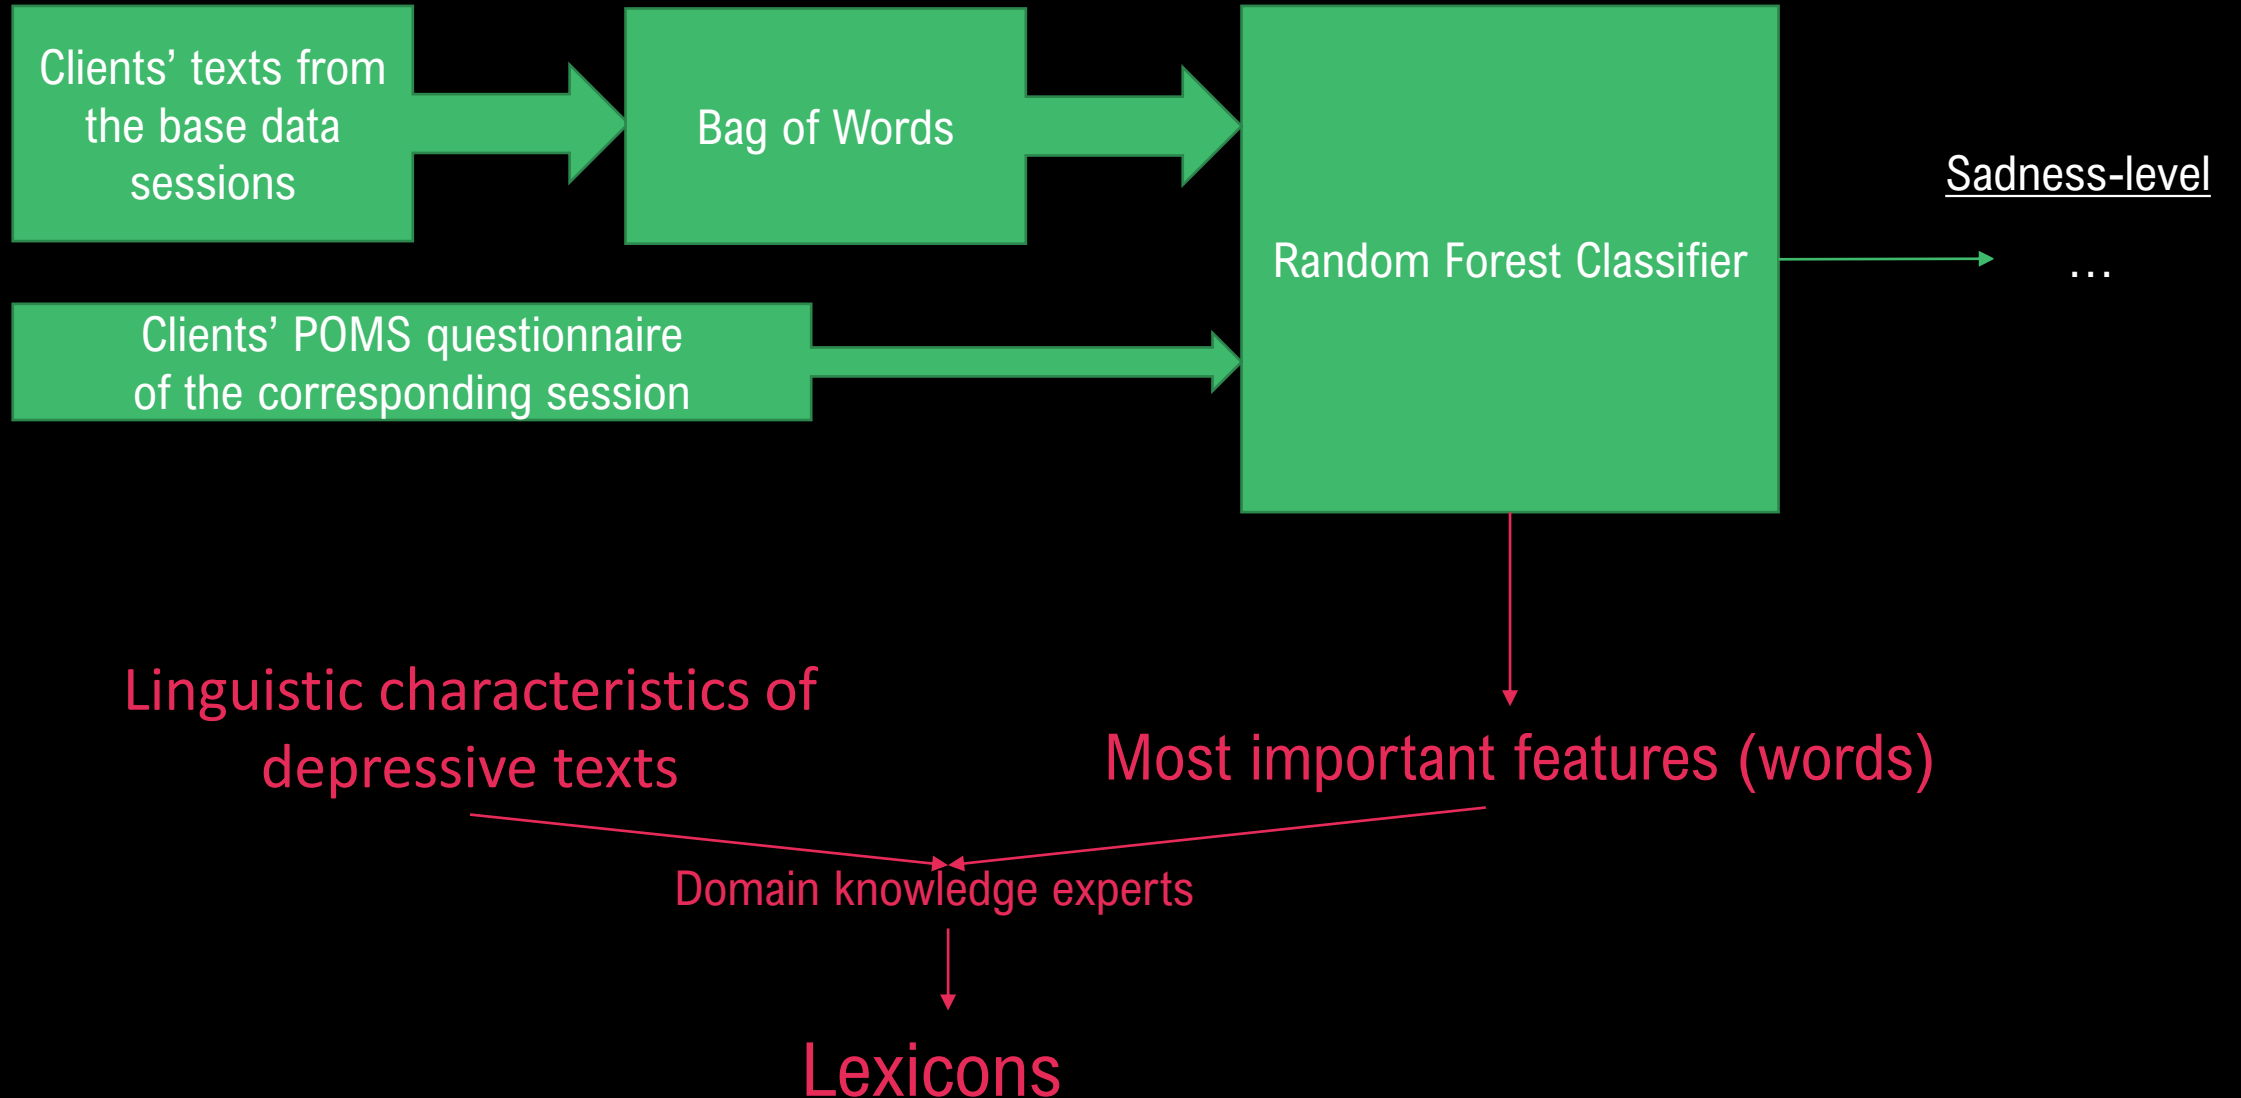 Clients’ texts from
the base data
sessions
Bag of Words
Random Forest Classifier
Sadness-level
…
Clients’ POMS questionnaire
of the corresponding session
Linguistic characteristics of
depressive texts
Most important features (words)
Domain knowledge experts
Lexicons